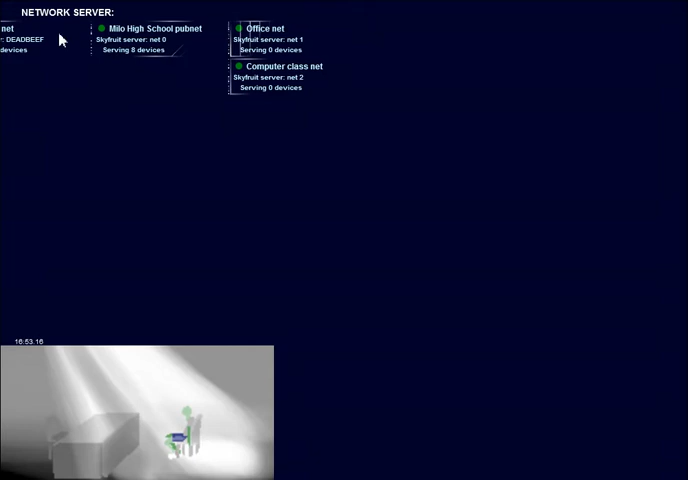 NETWORK SERVER:
net
: DEADBEEF
devices
Milo High School pubnet
Skyfruit server: net 0
Serving 8 devices
Office net
Skyfruit server: net 1
Serving 0 devices
Computer class net
Skyfruit server: net 2
Serving 0 devices
16:53.16